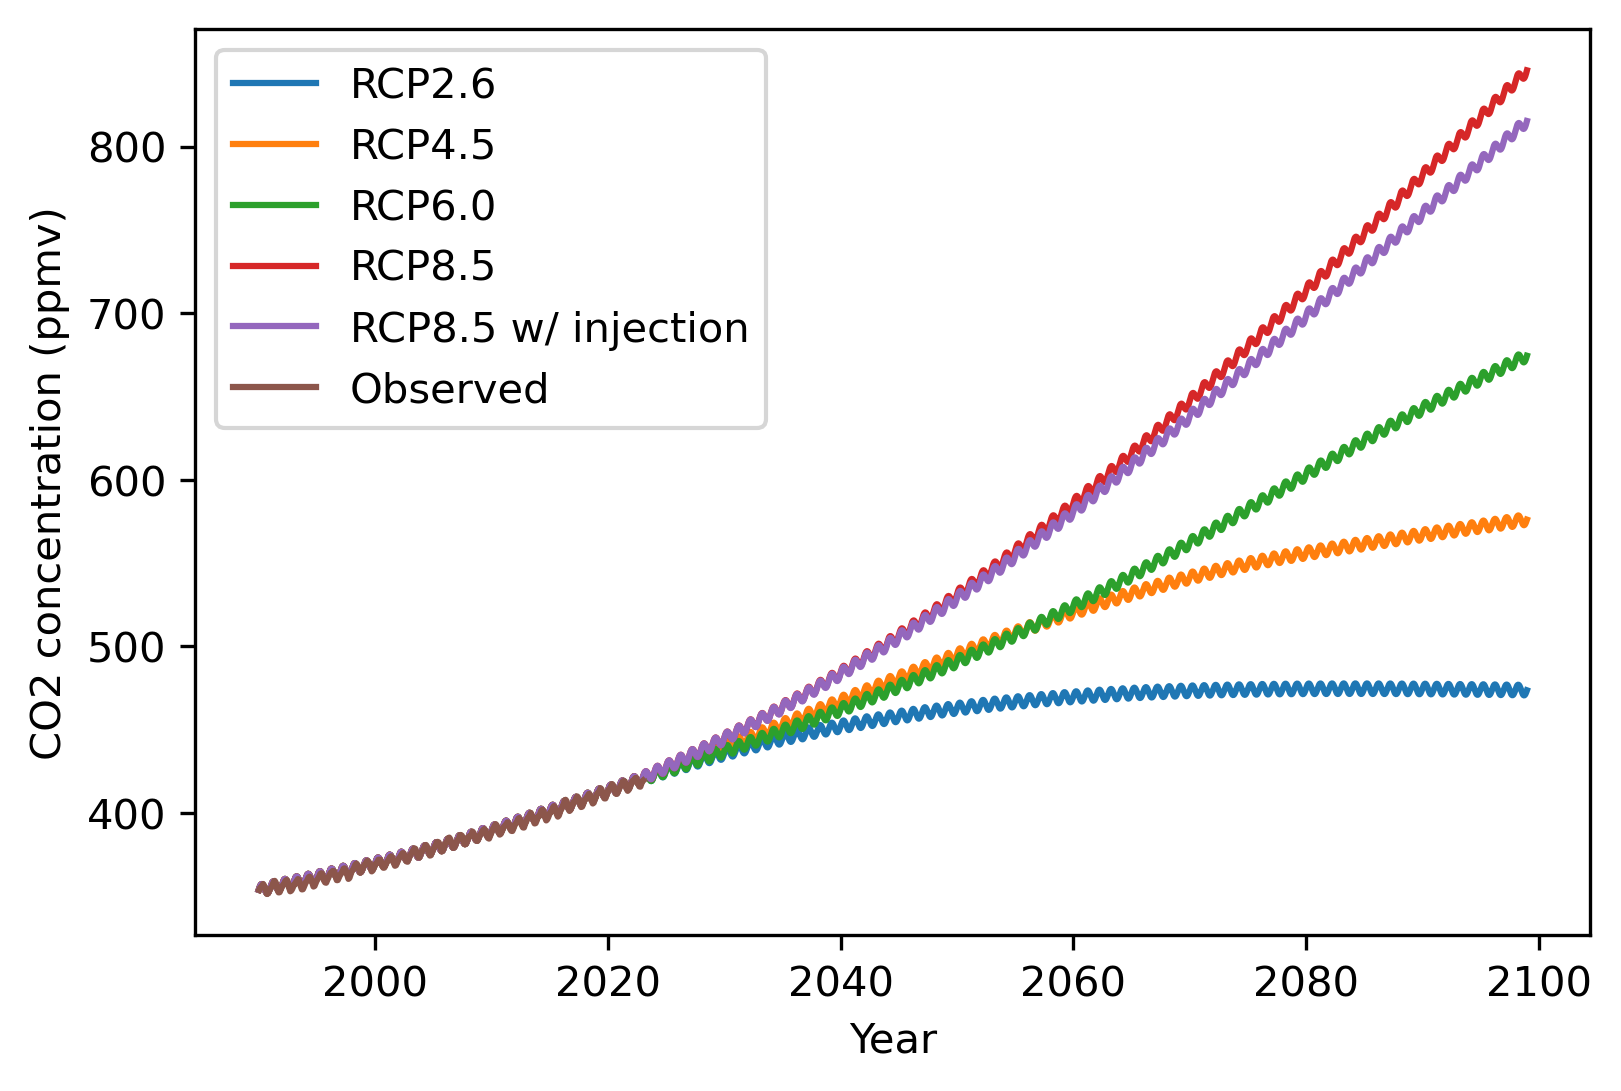 RCP2.6
RCP4.5
RCP6.0
RCP8.5
RCP8.5 w/ injection
Observed
800
700
600
500
400
CO2 concentration (ppmv)
2000 2020 2040 2060 2080 2100
Year